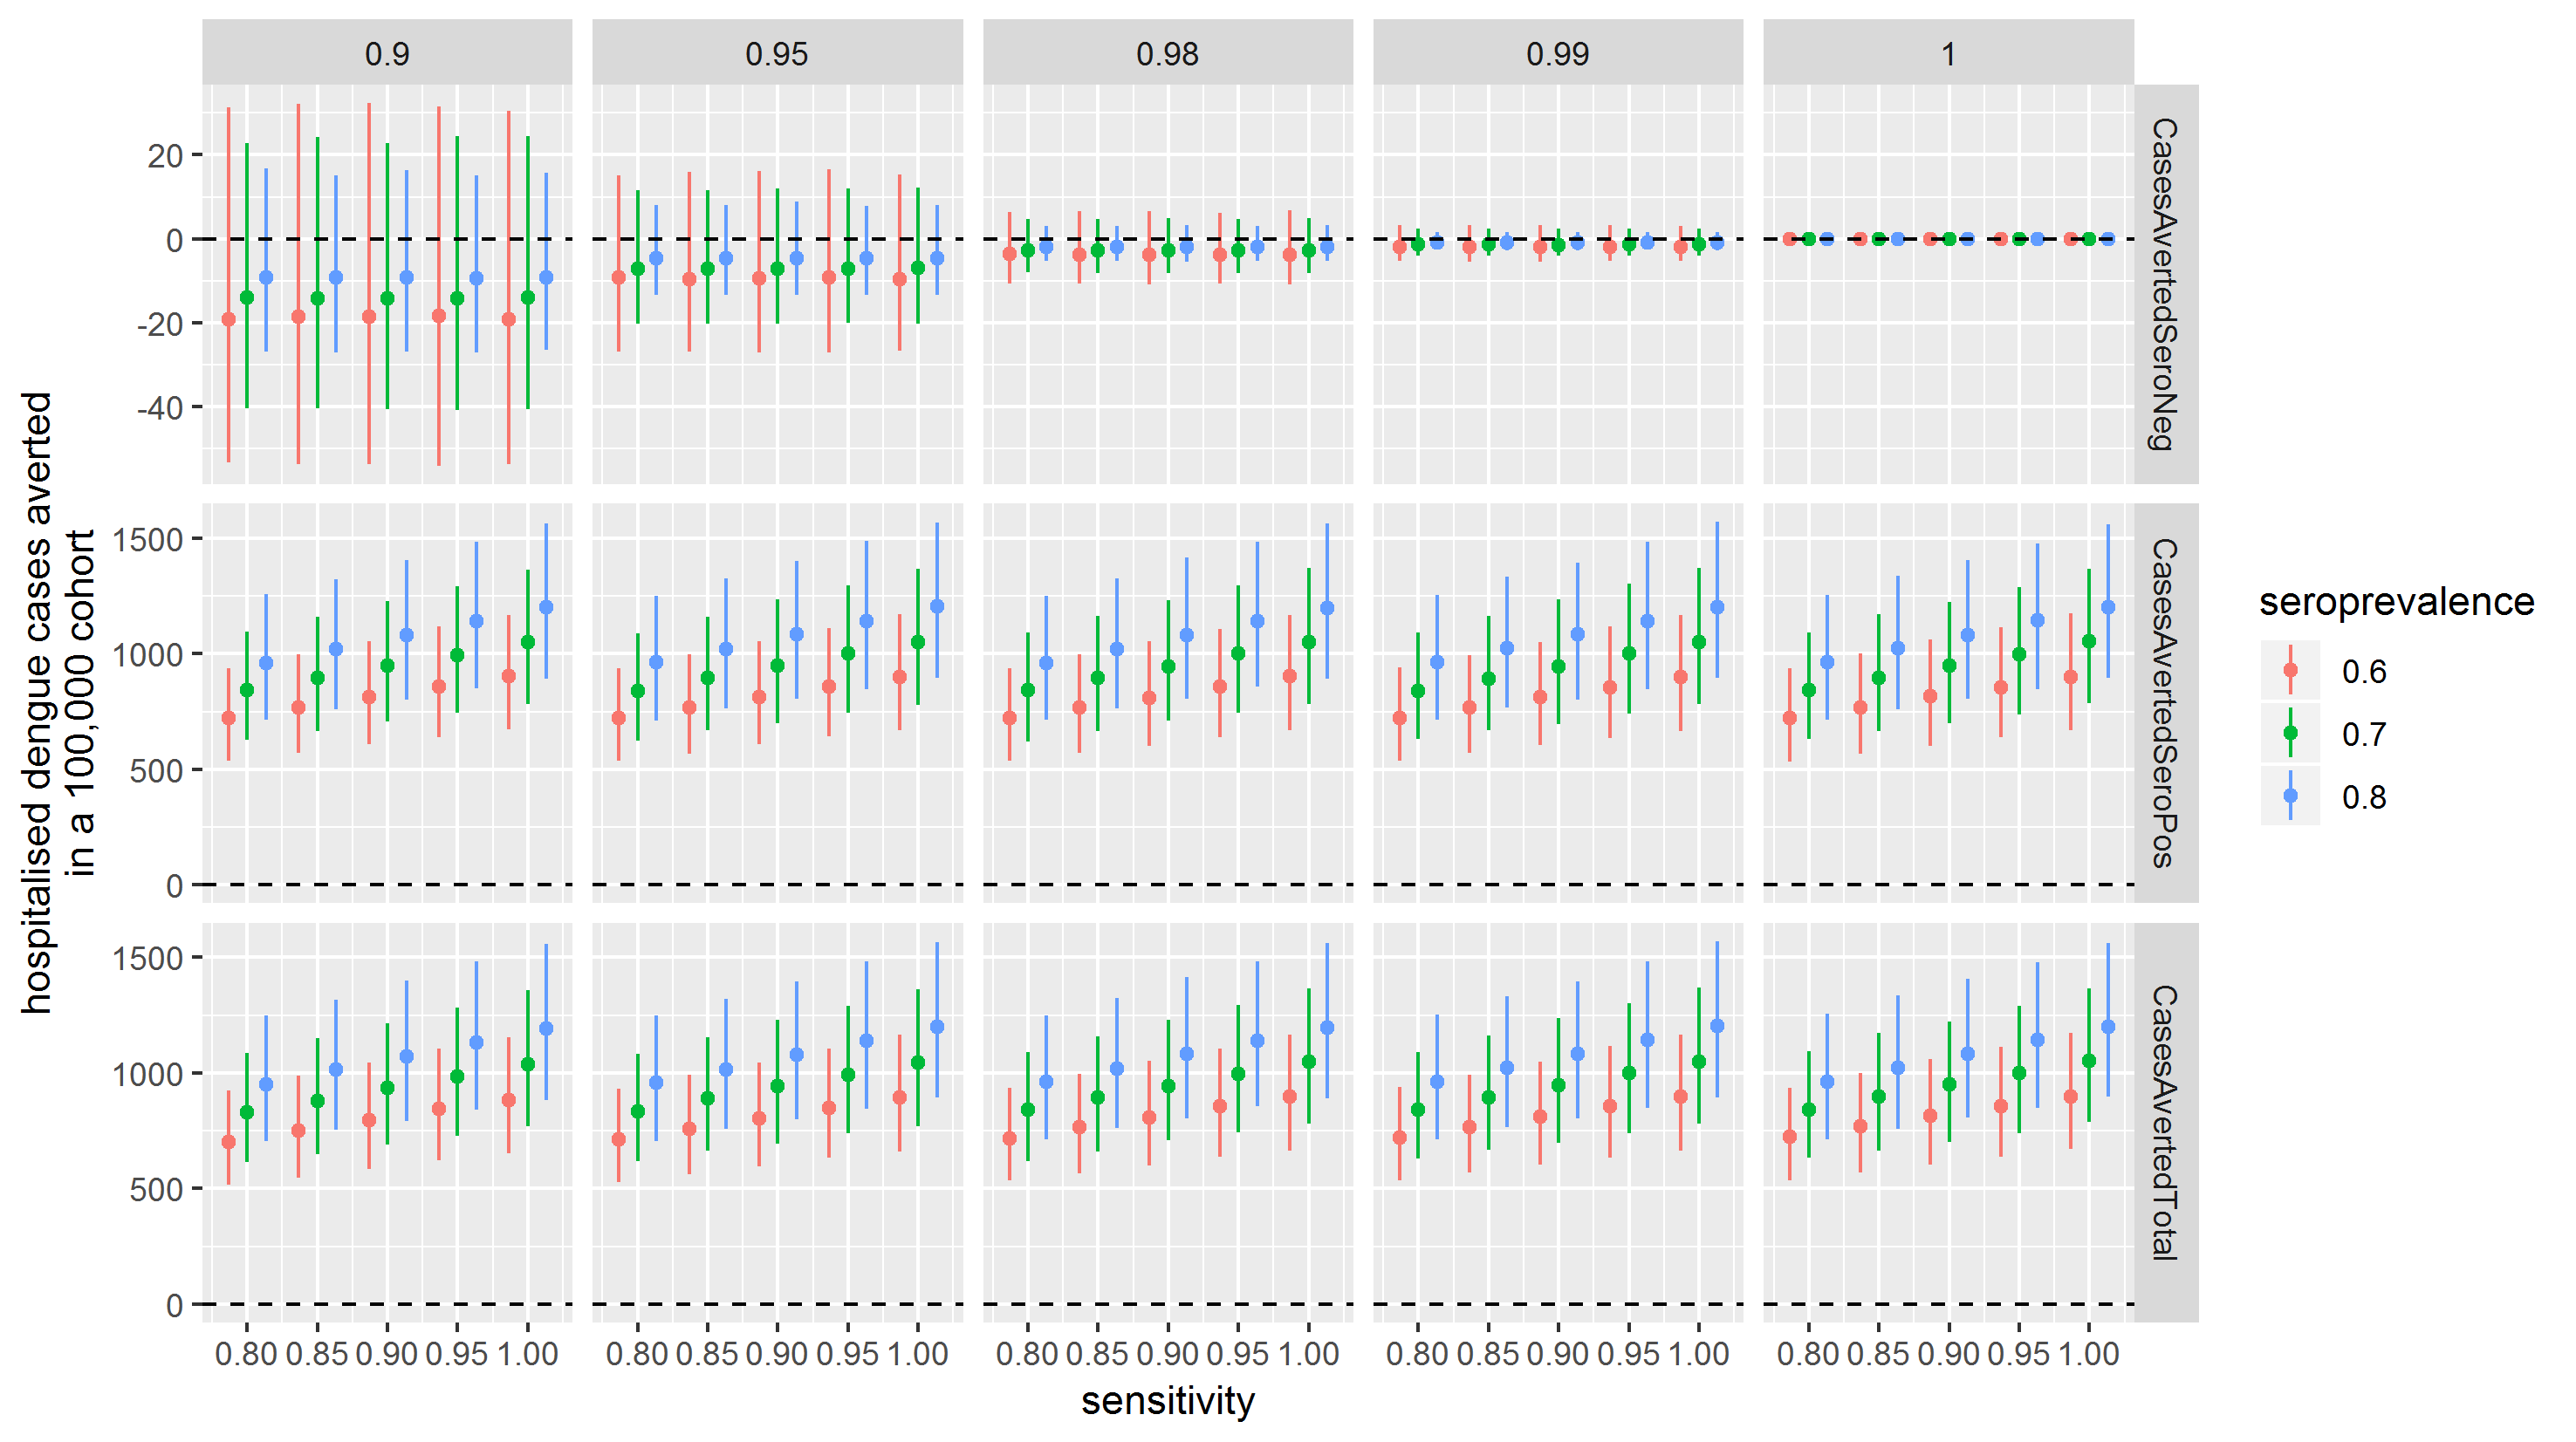 0.9 0.95 0.98 0.99 1
20
0
-20
-40
CasesAvertedSeroNeg
1500
1000
500
0
CasesAvertedSeroPos
1500
1000
500
0
CasesAvertedTotal
0.80 0.85 0.90 0.95 1.00 0.80 0.85 0.90 0.95 1.00 0.80 0.85 0.90 0.95 1.00 0.80 0.85 0.90 0.95 1.00 0.80 0.85 0.90 0.95 1.00
sensitivity
hospitalised dengue cases averted
in a 100,000 cohort
seroprevalence
0.6
0.7
0.8